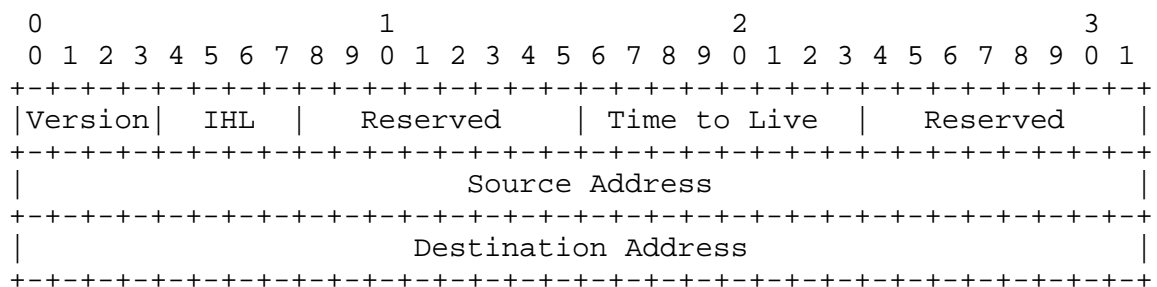 0                   1                   2                   3
0 1 2 3 4 5 6 7 8 9 0 1 2 3 4 5 6 7 8 9 0 1 2 3 4 5 6 7 8 9 0 1
+-+-+-+-+-+-+-+-+-+-+-+-+-+-+-+-+-+-+-+-+-+-+-+-+-+-+-+-+-+-+-+-+
|Version|  IHL  |   Reserved    | Time to Live  |   Reserved    |
+-+-+-+-+-+-+-+-+-+-+-+-+-+-+-+-+-+-+-+-+-+-+-+-+-+-+-+-+-+-+-+-+
|                         Source Address                        |
+-+-+-+-+-+-+-+-+-+-+-+-+-+-+-+-+-+-+-+-+-+-+-+-+-+-+-+-+-+-+-+-+
|                      Destination Address                      |
+-+-+-+-+-+-+-+-+-+-+-+-+-+-+-+-+-+-+-+-+-+-+-+-+-+-+-+-+-+-+-+-+